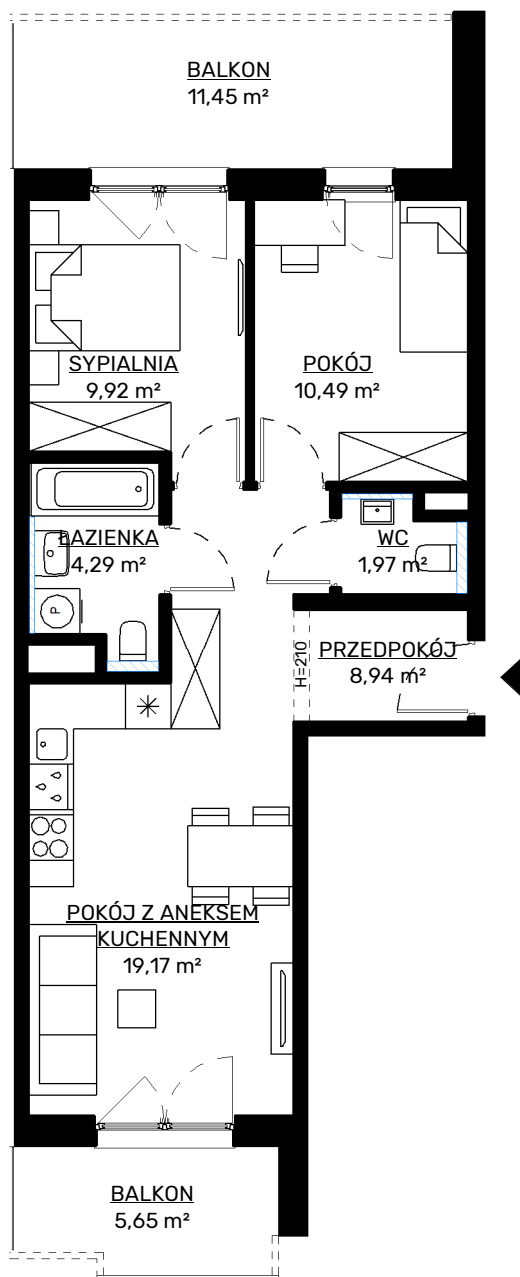 BALKON
11,45 m²
SYPIALNIA
9,92 m²
POKÓJ
10,49 m²
ŁAZIENKA
4,29 m²
WC
1,97 m²
P
H=210
PRZEDPOKÓJ
8,94 m²
POKÓJ Z ANEKSEM
KUCHENNYM
19,17 m²
BALKON
5,65 m²